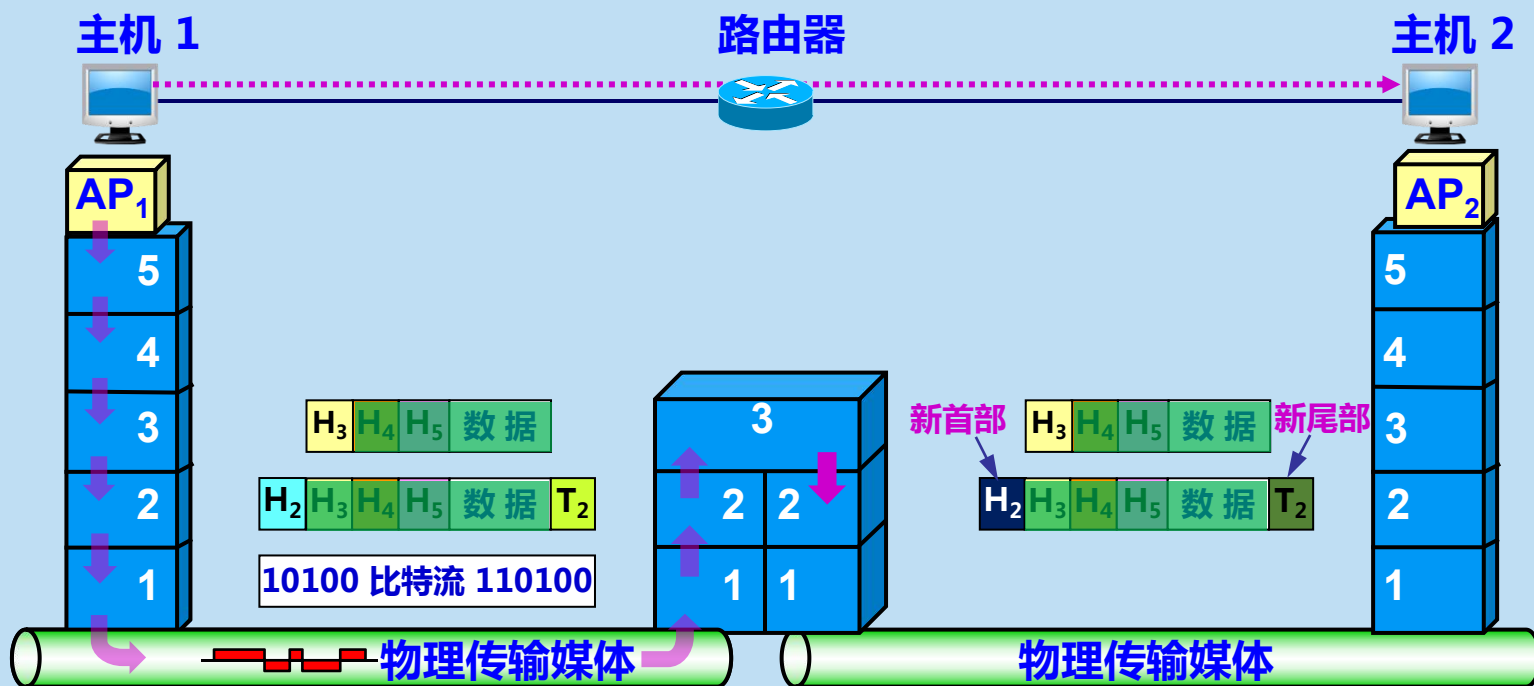 主机 1
路由器
主机 2
AP₁
AP₂
5
5
4
4
H₃ H₄ H₅ 数据
3
3
新首部
H₃ H₄ H₅ 数据
新尾部
3
H₂ H₃ H₄ H₅ 数据 T₂
2
2 2
H₂ H₃ H₄ H₅ 数据 T₂
2
10100 比特流 110100
1
1 1
1
物理传输媒体
物理传输媒体